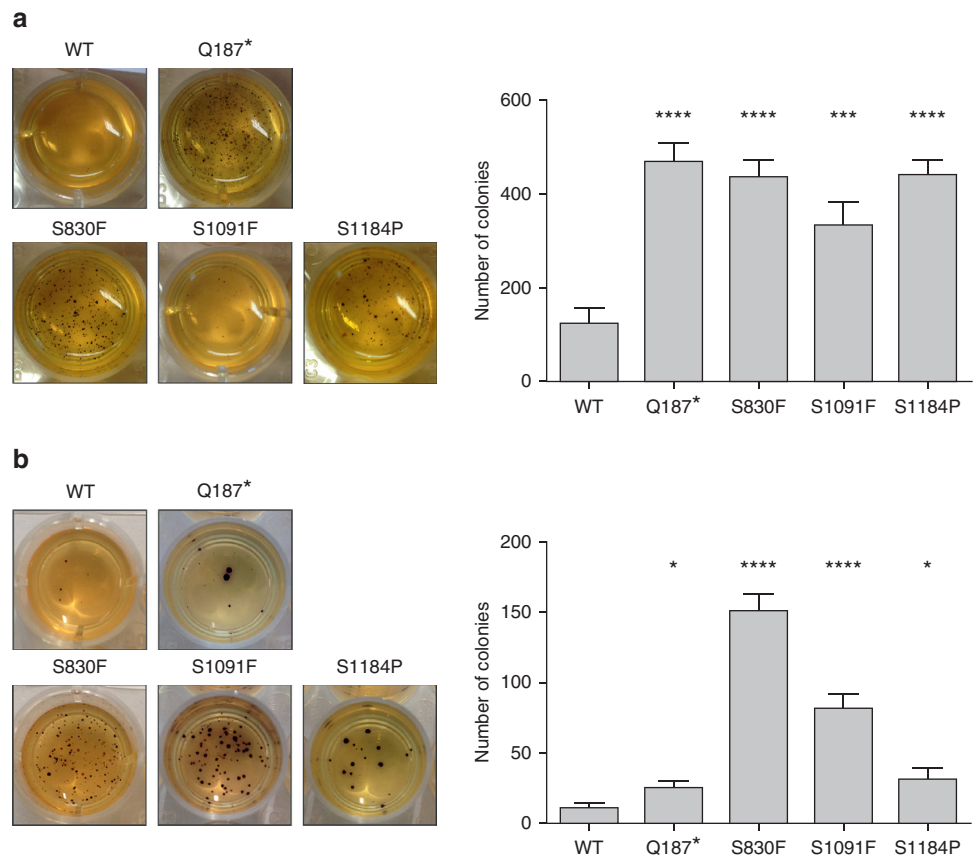 a
WT
Q187*
S830F
S1091F
S1184P
Number of colonies
600
400
200
0
****
****
***
****
WT
Q187*
S830F
S1091F
S1184P
b
WT
Q187*
S830F
S1091F
S1184P
Number of colonies
200
150
100
50
0
*
****
****
*
WT
Q187*
S830F
S1091F
S1184P